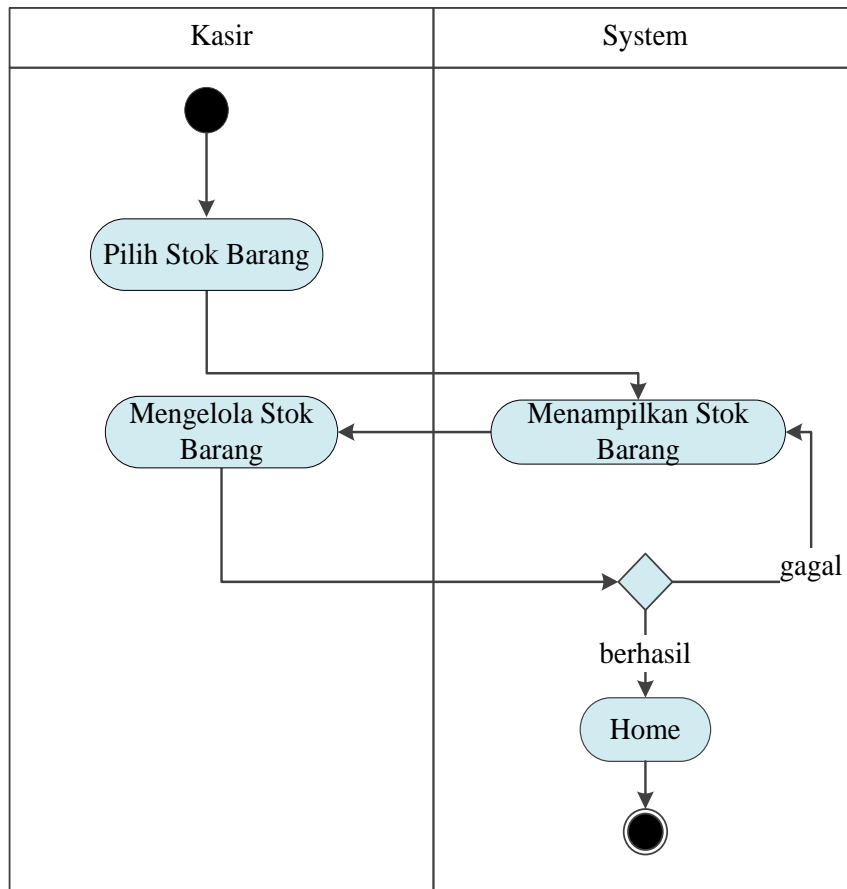 Kasir
System
Pilih Stok Barang
Mengelola Stok
Barang
Menampilkan Stok
Barang
gagal
berhasil
Home